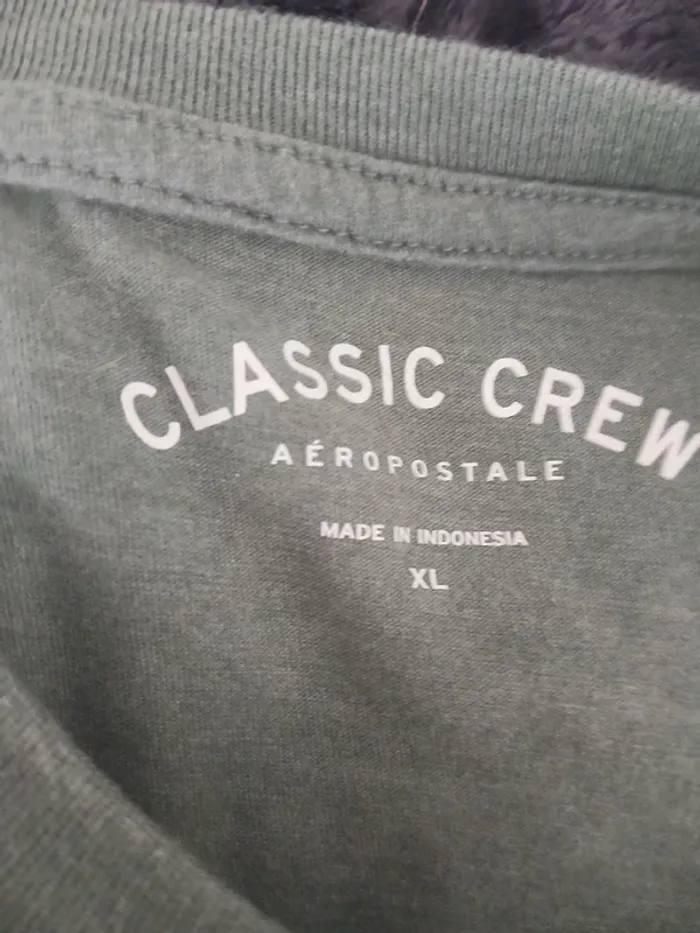 CLASSIC CREW
AÉROPOSTALE
MADE IN INDONESIA
XL